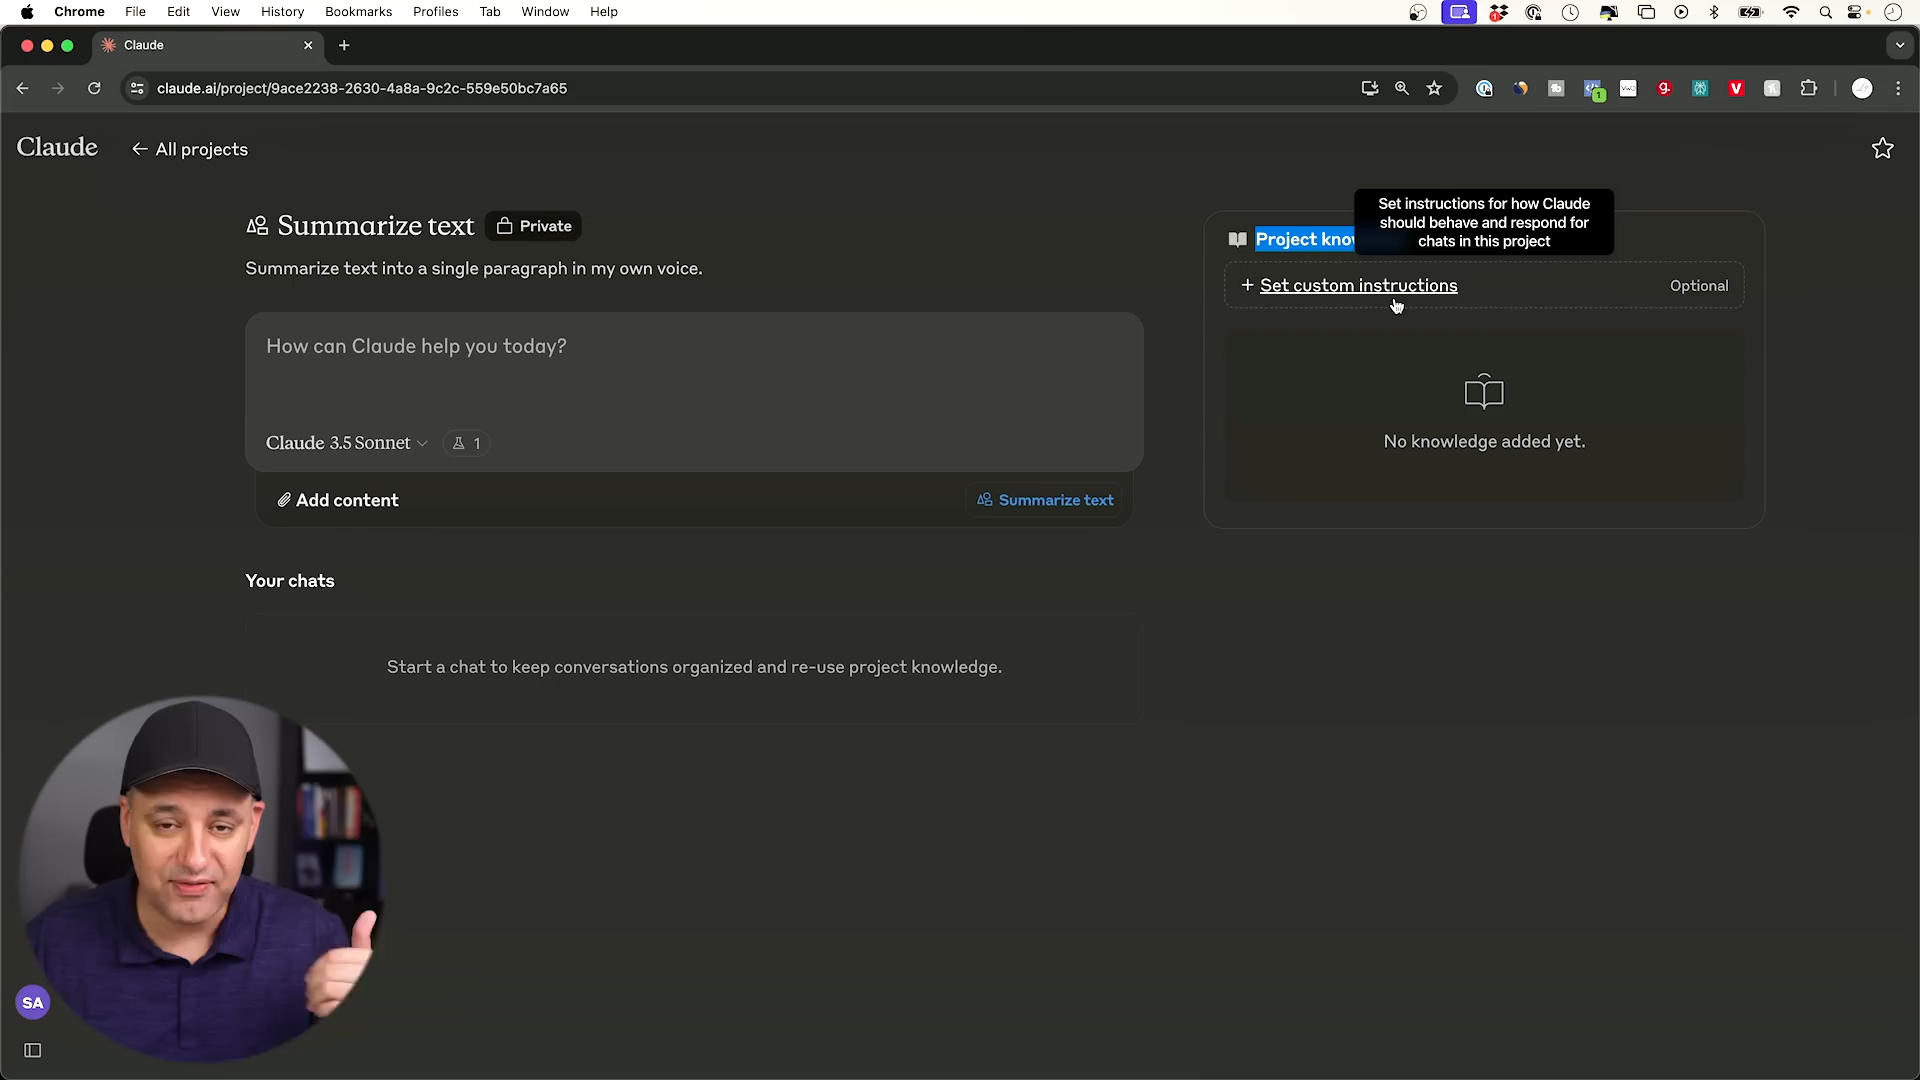 Chrome File Edit View History Bookmarks Profiles Tab Window Help
Claude
claude.ai/project/9ace2238-2630-4a8a-9c2c-559e50bc7a65
Claude
All projects
Summarize text Private
Summarize text into a single paragraph in my own voice.
How can Claude help you today?
Claude 3.5 Sonnet 1
Add content Summarize text
Your chats
Start a chat to keep conversations organized and re-use project knowledge.
Set instructions for how Claude
should behave and respond for
chats in this project
Project know
+ Set custom instructions Optional
No knowledge added yet.
SA